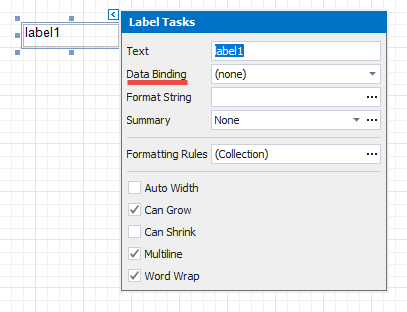 label1
Label Tasks
Text label1
Data Binding (none)
Format String
Summary None
Formatting Rules (Collection)
Auto Width
Can Grow
Can Shrink
Multiline
Word Wrap